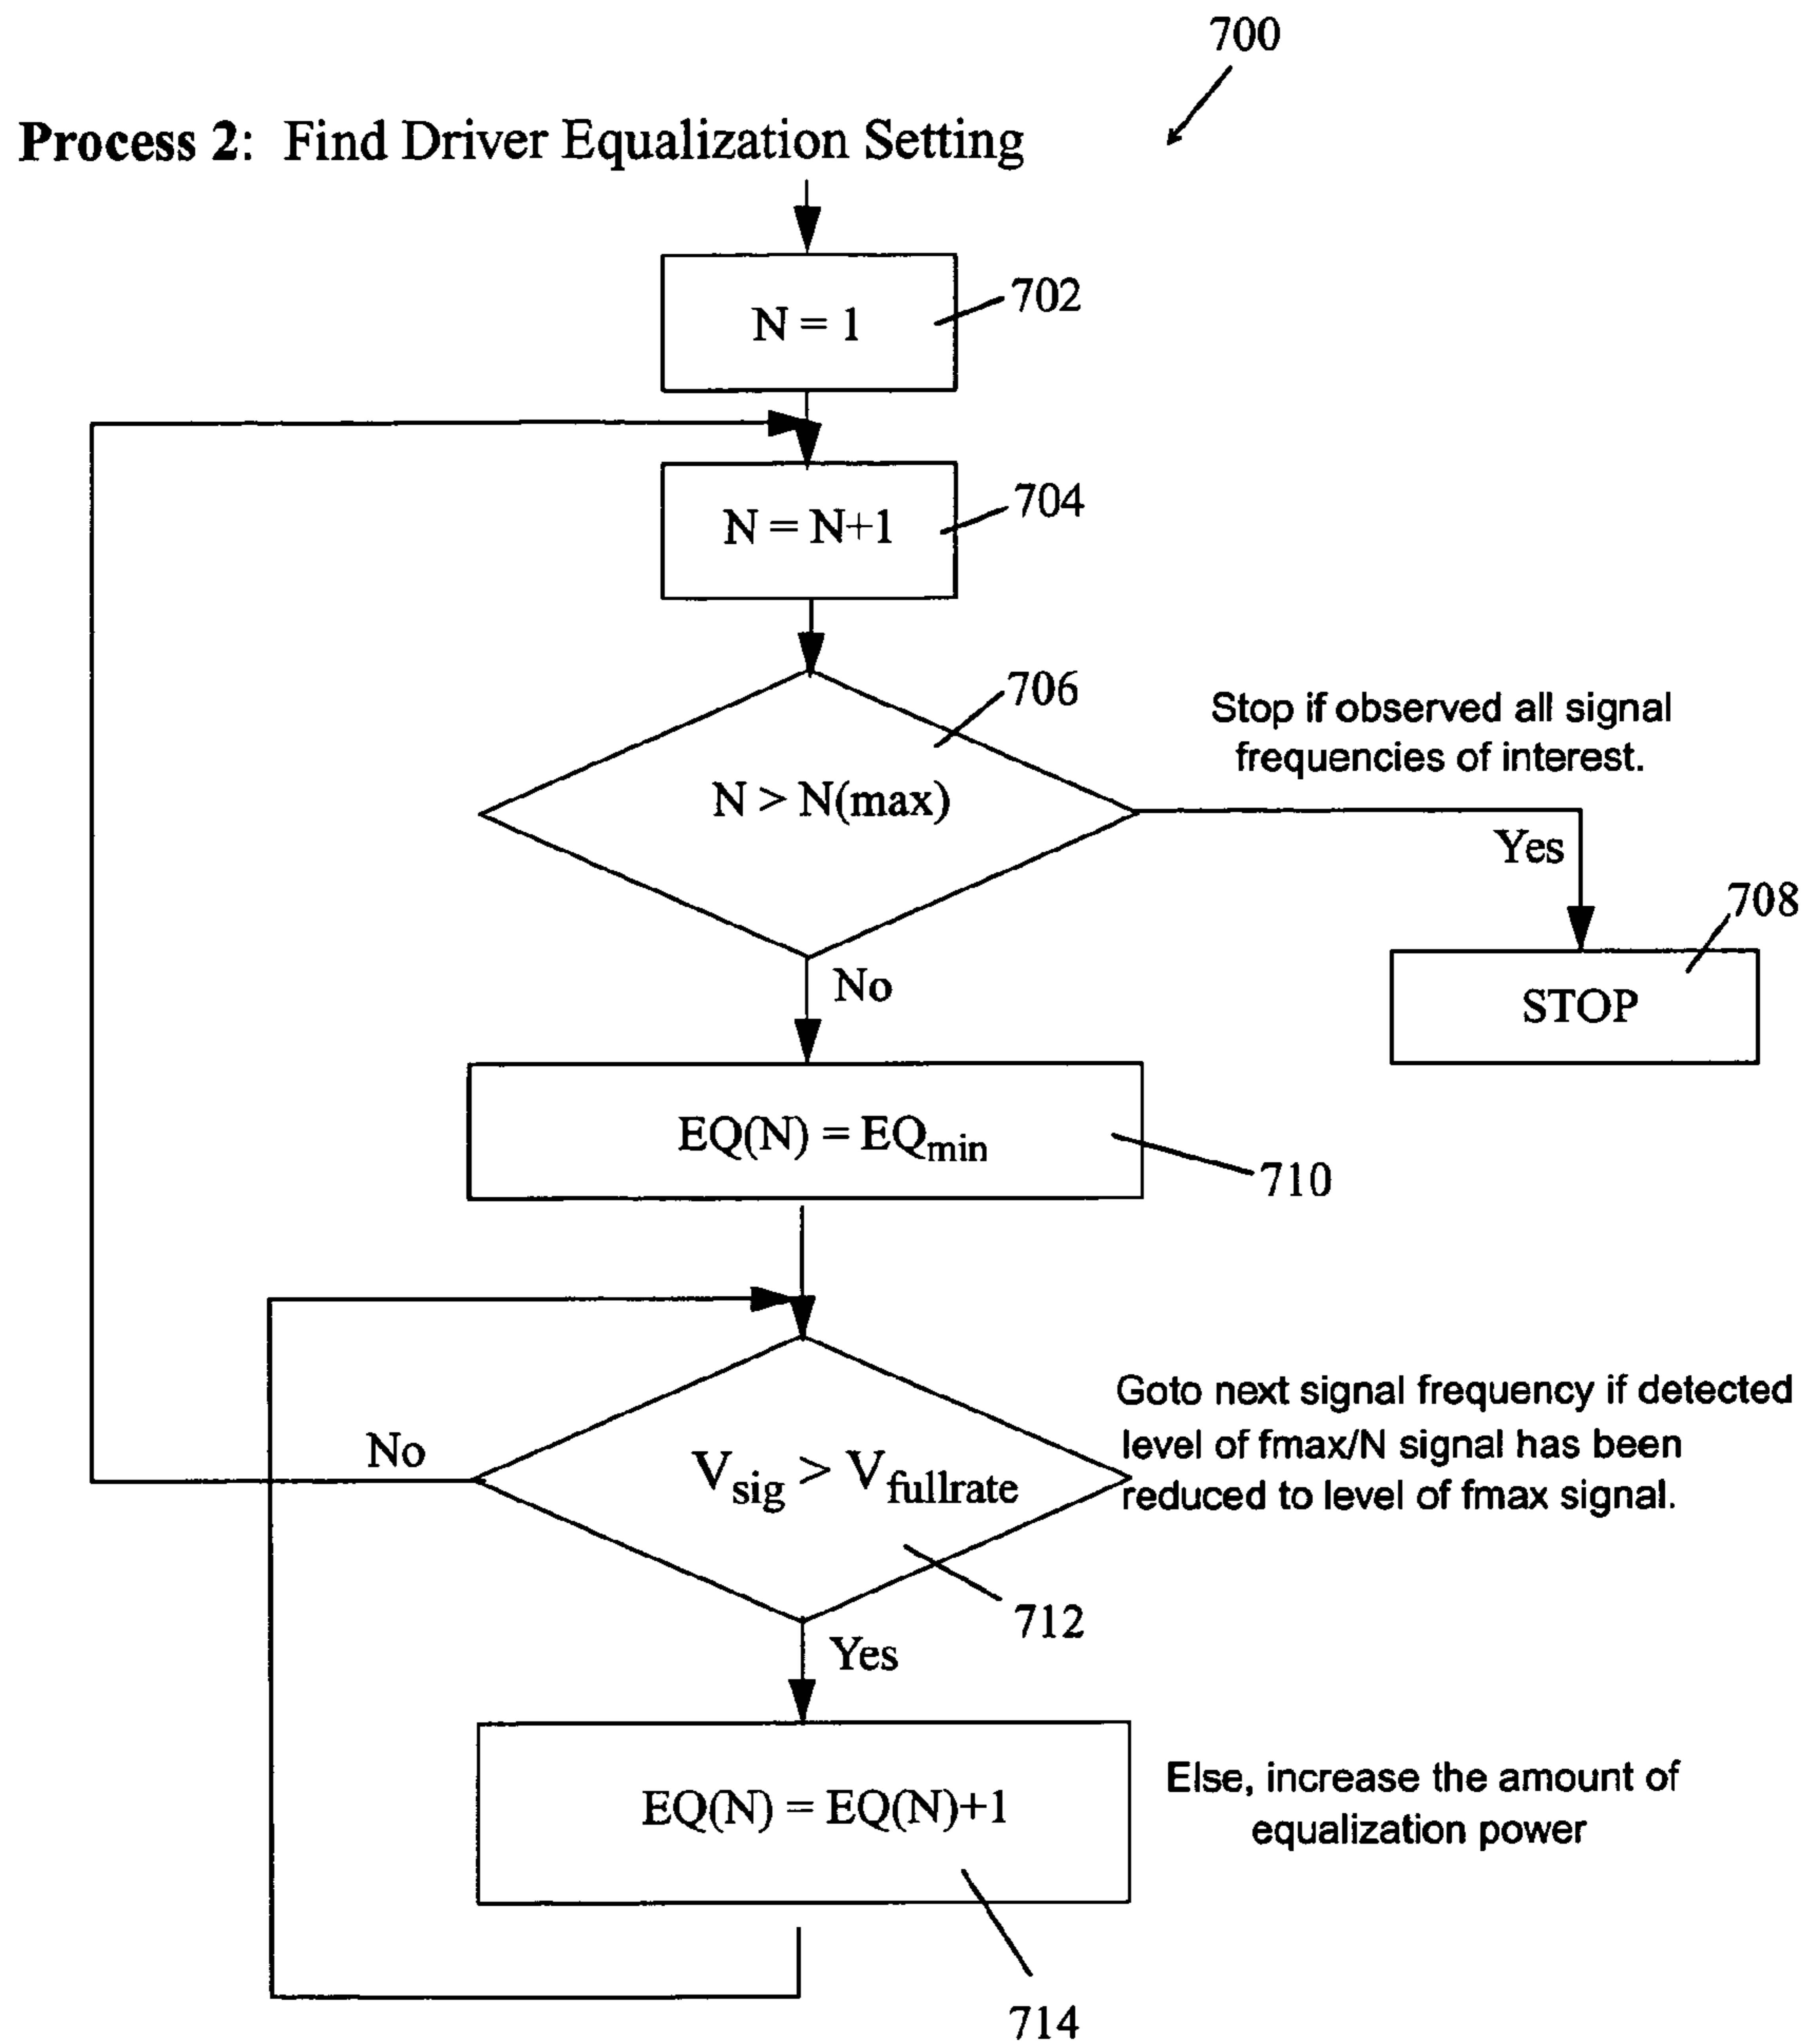 700
Process 2: Find Driver Equalization Setting
N = 1
702
N = N+1
704
706
N > N(max)
Stop if observed all signal
frequencies of interest.
Yes
708
STOP
No
EQ(N) = EQmin
710
No
Vsig > Vfullrate
Goto next signal frequency if detected
level of fmax/N signal has been
reduced to level of fmax signal.
712
Yes
EQ(N) = EQ(N)+1
Else, increase the amount of
equalization power
714